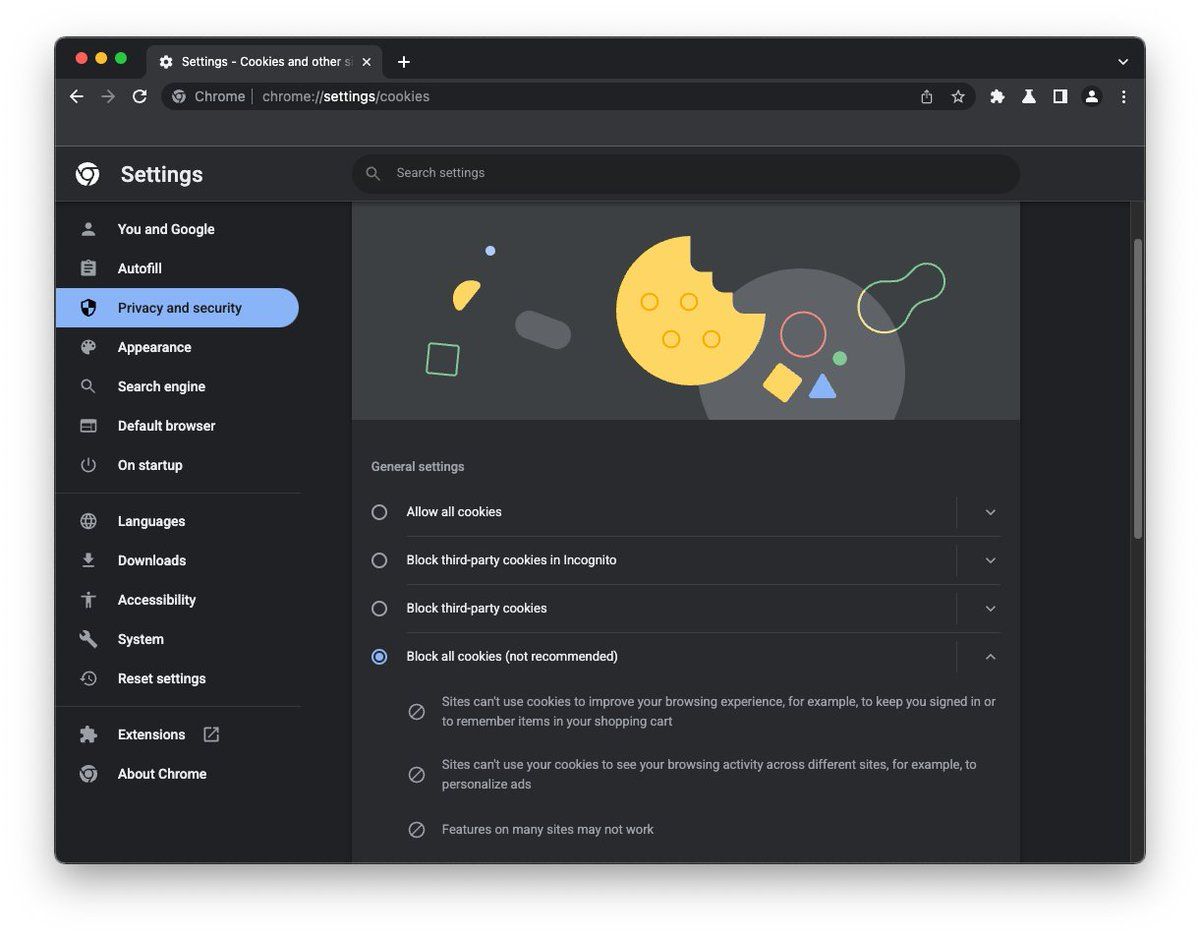 Settings - Cookies and other si
Chrome
chrome://settings/cookies
Settings
Search settings
You and Google
Autofill
Privacy and security
Appearance
Search engine
Default browser
On startup
Languages
Downloads
Accessibility
System
Reset settings
Extensions
About Chrome
General settings
Allow all cookies
Block third-party cookies in Incognito
Block third-party cookies
Block all cookies (not recommended)
Sites can't use cookies to improve your browsing experience, for example, to keep you signed in or
to remember items in your shopping cart
Sites can't use your cookies to see your browsing activity across different sites, for example, to
personalize ads
Features on many sites may not work